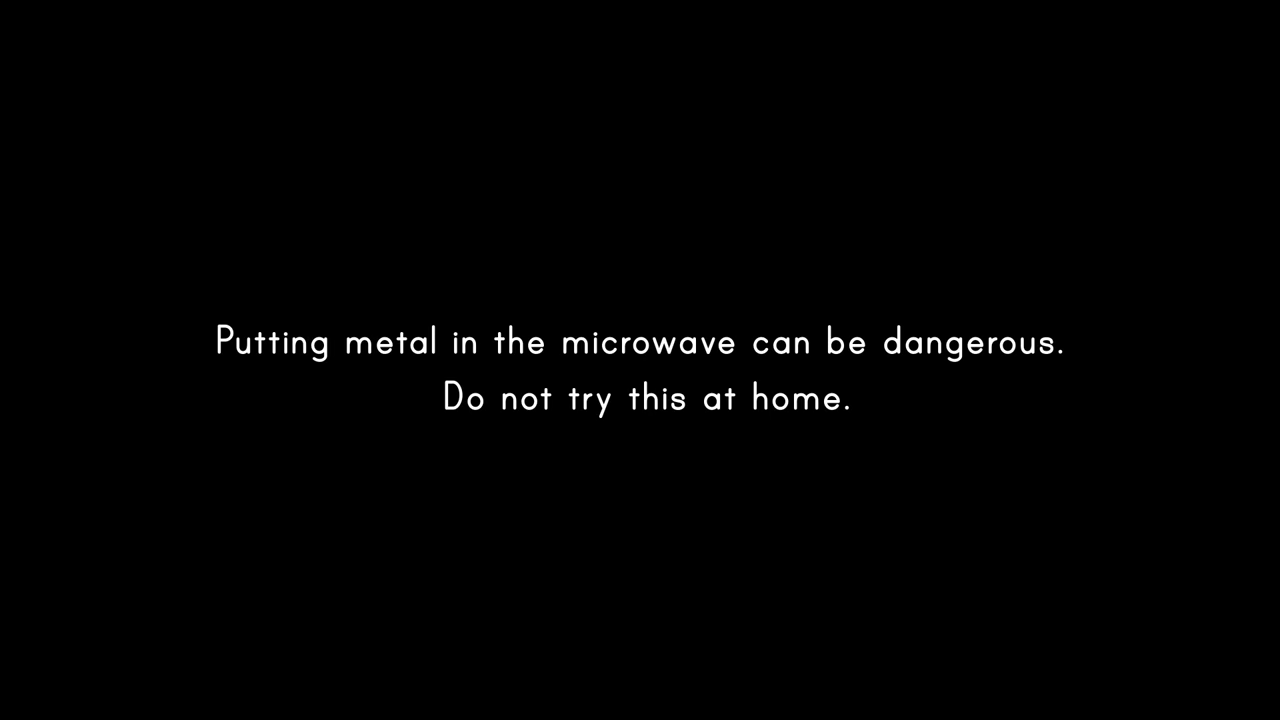 Putting metal in the microwave can be dangerous.
Do not try this at home.